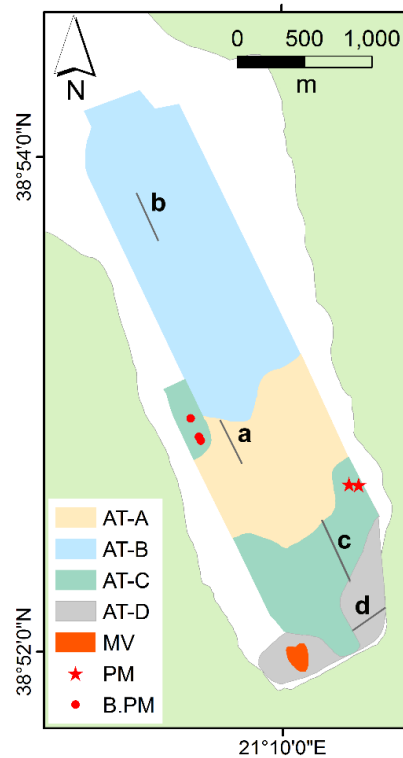 0 500 1,000
m
N
38°54'0"N
b
a
c
d
AT-A
AT-B
AT-C
AT-D
MV
PM
B.PM
38°52'0"N
21°10'0"E